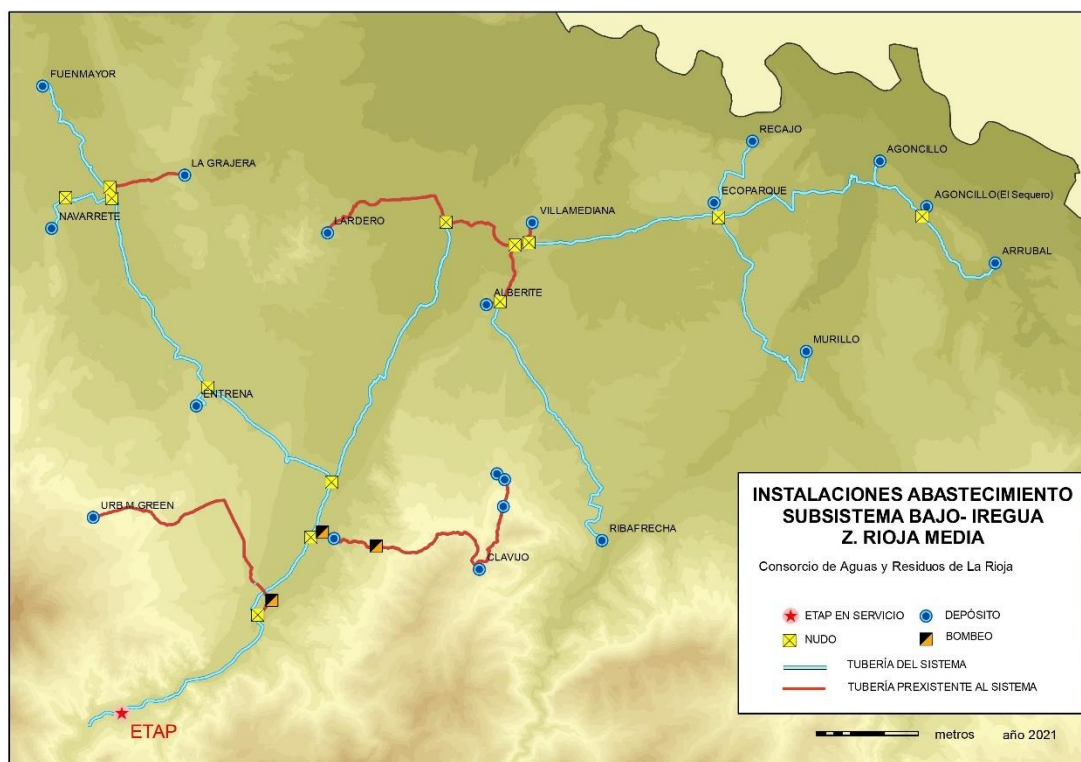 FUENMAYOR
LA GRAJERA
NAVARRETE
LARDERO
VILLAMEDIANA
RECAJO
AGONCILLO
ECOPARQUE
AGONCILLO(El Sequero)
ARRUBAL
ALBERITE
MURILLO
ENTRENA
URB.M.GREEN
CLAVIJO
RIBAFRECHA
ETAP
INSTALACIONES ABASTECIMIENTO
SUBSISTEMA BAJO- IREGUA
Z. RIOJA MEDIA
Consorcio de Aguas y Residuos de La Rioja
ETAP EN SERVICIO
DEPÓSITO
NUDO
BOMBEO
TUBERÍA DEL SISTEMA
TUBERÍA PREXISTENTE AL SISTEMA
metros año 2021